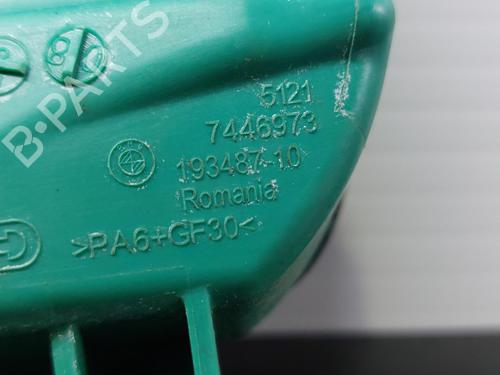 B-PARTS
5121
7446973
193487-10
Romania
>PA6+GF30<